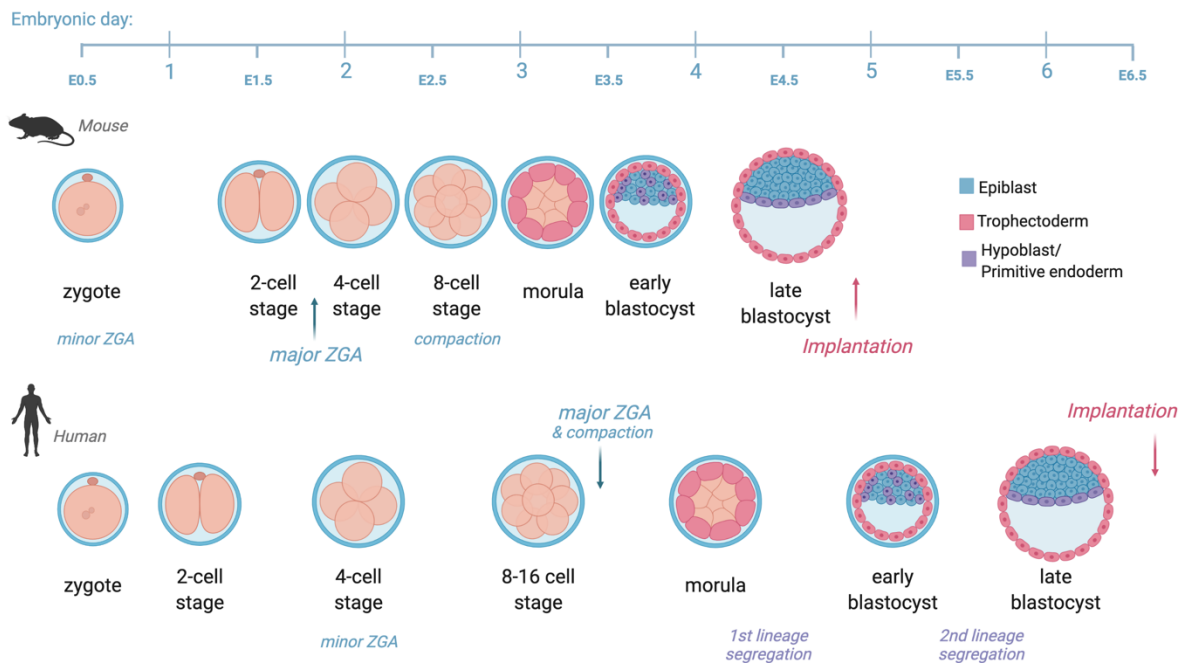 Embryonic day:
E0.5 1 E1.5 2 E2.5 3 E3.5 4 E4.5 5 E5.5 6 E6.5
Mouse
Epiblast
Trophectoderm
Hypoblast/
Primitive endoderm
zygote
2-cell
stage
4-cell
stage
8-cell
stage
morula
early
blastocyst
late
blastocyst
minor ZGA
major ZGA
compaction
Implantation
Human
major ZGA
& compaction
Implantation
zygote
2-cell
stage
4-cell
stage
8-16 cell
stage
morula
early
blastocyst
late
blastocyst
minor ZGA
1st lineage
segregation
2nd lineage
segregation